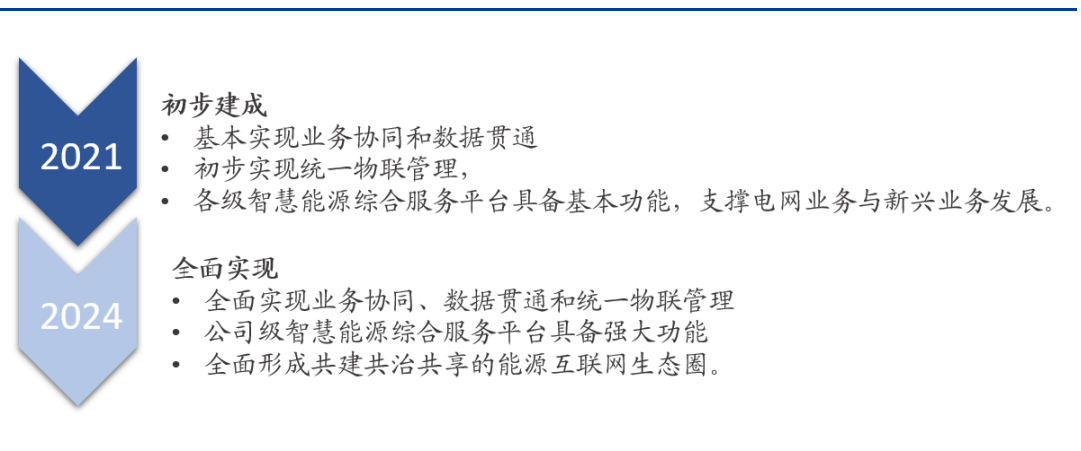 2021
初步建成
• 基本实现业务协同和数据贯通
• 初步实现统一物联管理，
• 各级智慧能源综合服务平台具备基本功能，支撑电网业务与新兴业务发展。
2024
全面实现
• 全面实现业务协同、数据贯通和统一物联管理
• 公司级智慧能源综合服务平台具备强大功能
• 全面形成共建共治共享的能源互联网生态圈。